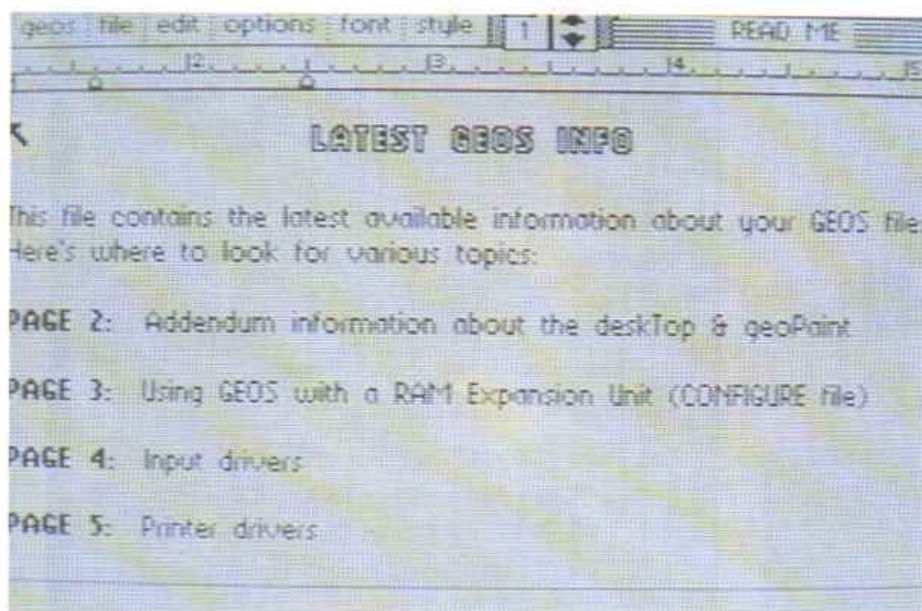 geos file edit options font style 1 READ ME
2 3 4 5
LATEST GEOS INFO
This file contains the latest available information about your GEOS file
Here's where to look for various topics:
PAGE 2: Addendum information about the deskTop & geoPaint
PAGE 3: Using GEOS with a RAM Expansion Unit (CONFIGURE file)
PAGE 4: Input drivers
PAGE 5: Printer drivers